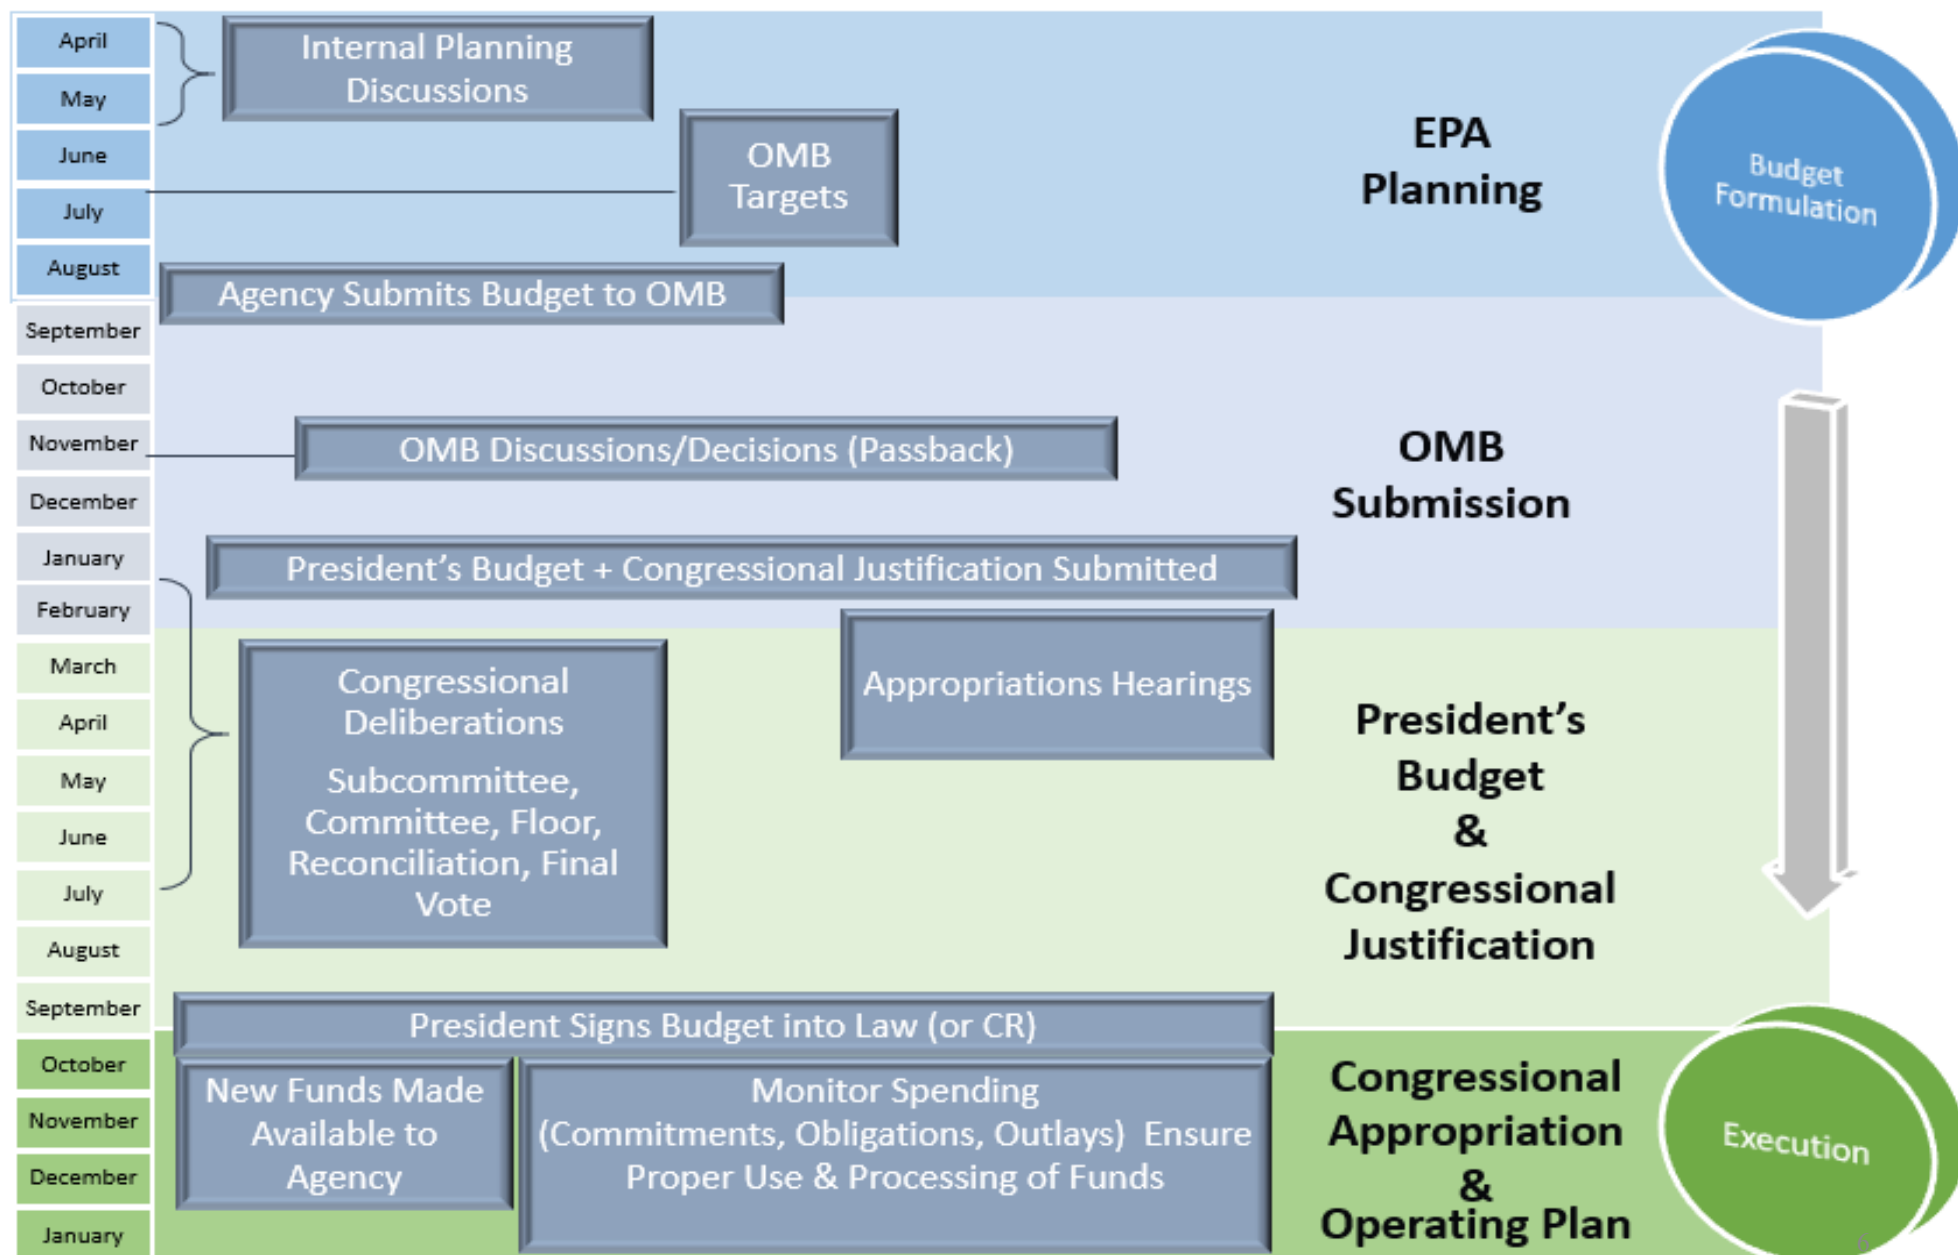 April
May
June
July
August
September
October
November
December
January
February
March
April
May
June
July
August
September
October
November
December
January
Internal Planning
Discussions
OMB
Targets
Agency Submits Budget to OMB
EPA
Planning
Budget
Formulation
OMB Discussions/Decisions (Passback)
OMB
Submission
President's Budget + Congressional Justification Submitted
Congressional
Deliberations
Subcommittee,
Committee, Floor,
Reconciliation, Final
Vote
Appropriations Hearings
President's
Budget
&
Congressional
Justification
President Signs Budget into Law (or CR)
New Funds Made
Available to
Agency
Monitor Spending
(Commitments, Obligations, Outlays)  Ensure
Proper Use & Processing of Funds
Congressional
Appropriation
&
Operating Plan
Execution
6